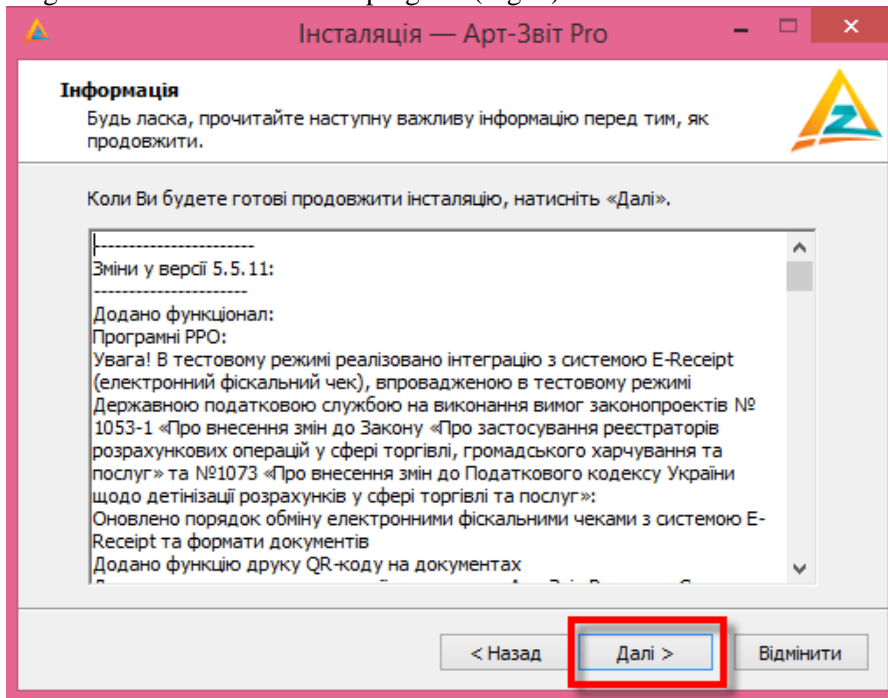 Інсталяція — Арт-Звіт Pro
Інформація
Будь ласка, прочитайте наступну важливу інформацію перед тим, як
продовжити.
Коли Ви будете готові продовжити інсталяцію, натисніть «Далі».
-----------------------
Зміни у версії 5.5.11:
----------------------
Додано функціонал:
Програмні РРО:
Увага! В тестовому режимі реалізовано інтеграцію з системою E-Receipt
(електронний фіскальний чек), впровадженою в тестовому режимі
Державною податковою службою на виконання вимог законопроектів №
1053-1 «Про внесення змін до Закону «Про застосування реєстраторів
розрахункових операцій у сфері торгівлі, громадського харчування та
послуг» та №1073 «Про внесення змін до Податкового кодексу України
щодо детінізації розрахунків у сфері торгівлі та послуг»:
Оновлено порядок обміну електронними фіскальними чеками з системою E-
Receipt та формати документів
Додано функцію друку QR-коду на документах
< Назад
Далі >
Відмінити